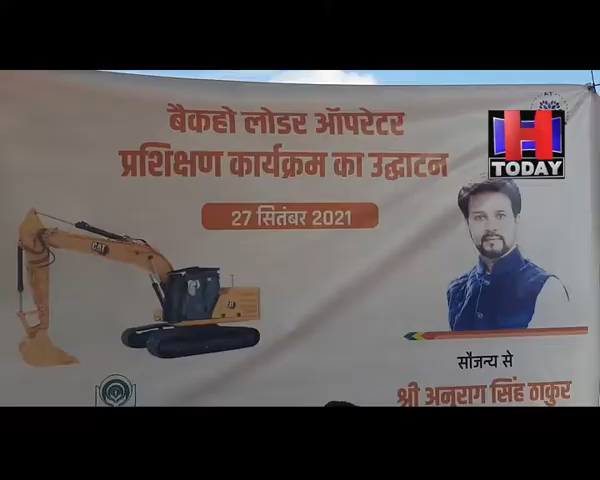 बैकहो लोडर ऑपरेटर
प्रशिक्षण कार्यक्रम का उद्घाटन
27 सितंबर 2021
H
TODAY
CAT
सौजन्य से
श्री अनुराग सिंह ठाकुर